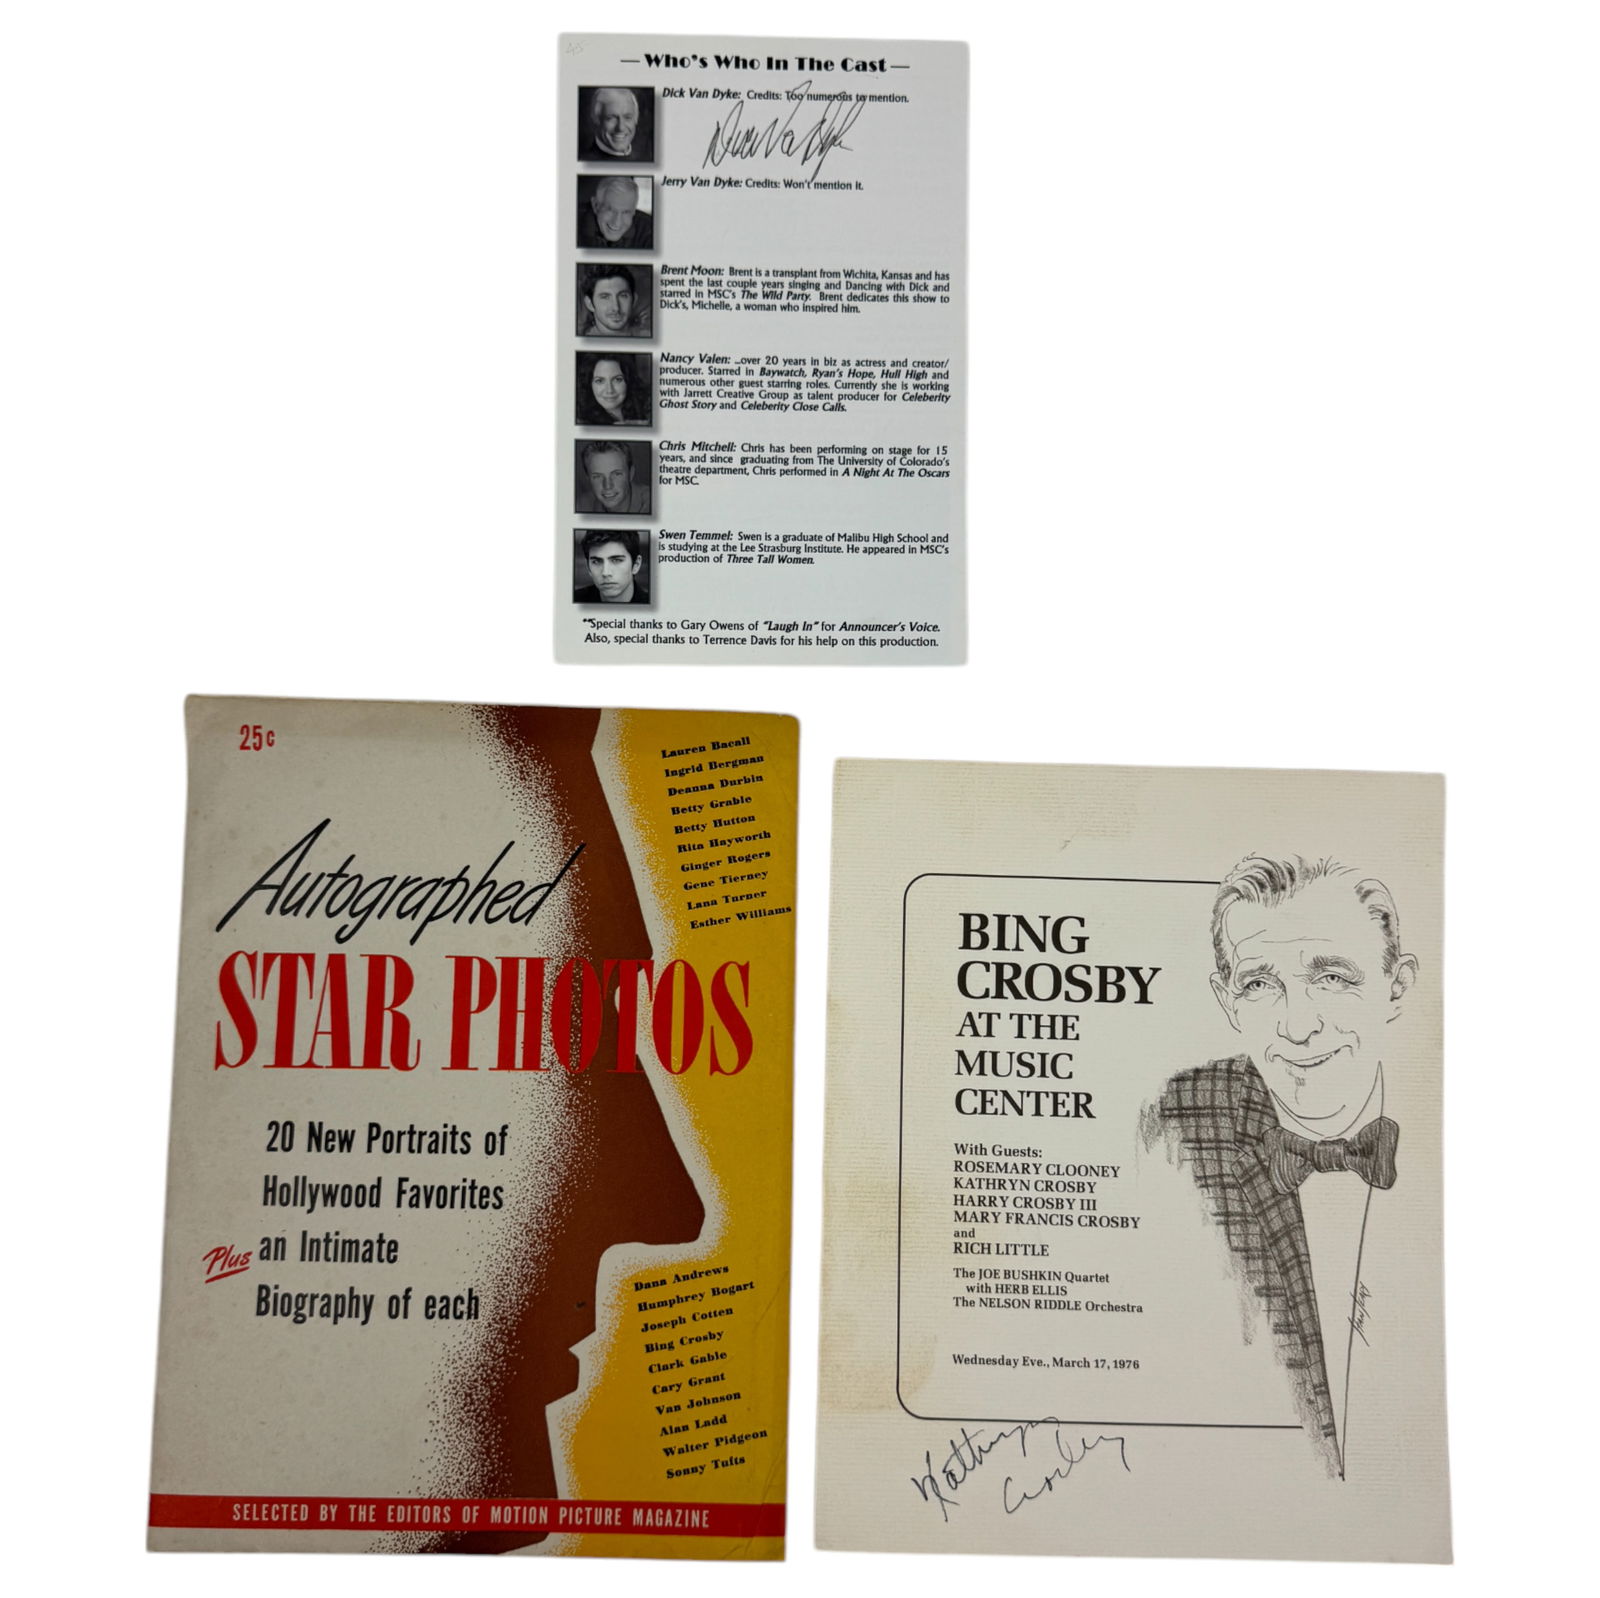 45
— Who's Who In The Cast —
Dick Van Dyke: Credits: Too numerous to mention.
Dick Van Dyke
Jerry Van Dyke: Credits: Won't mention it.
Brent Moon: Brent is a transplant from Wichita, Kansas and has
spent the last couple years singing and Dancing with Dick and
starred in MSC's The Wild Party. Brent dedicates this show to
Dick's, Michelle, a woman who inspired him.
Nancy Valen: ...over 20 years in biz as actress and creator/
producer. Starred in Baywatch, Ryan's Hope, Hull High and
numerous other guest starring roles. Currently she is working
with Jarrett Creative Group as talent producer for Celeberity
Ghost Story and Celeberity Close Calls.
Chris Mitchell: Chris has been performing on stage for 15
years, and since graduating from The University of Colorado's
theatre department, Chris performed in A Night At The Oscars
for MSC.
Swen Temmel: Swen is a graduate of Malibu High School and
is studying at the Lee Strasburg Institute. He appeared in MSC's
production of Three Tall Women.
**Special thanks to Gary Owens of "Laugh In" for Announcer's Voice.
Also, special thanks to Terrence Davis for his help on this production.
25c
Lauren Bacall
Ingrid Bergman
Deanna Durbin
Betty Grable
Betty Hutton
Rita Hayworth
Ginger Rogers
Gene Tierney
Lana Turner
Esther Williams
Autographed
STAR PHOTOS
20 New Portraits of
Hollywood Favorites
Plus an Intimate
Biography of each
Dana Andrews
Humphrey Bogart
Joseph Cotten
Bing Crosby
Clark Gable
Cary Grant
Van Johnson
Alan Ladd
Walter Pidgeon
Sonny Tufts
SELECTED BY THE EDITORS OF MOTION PICTURE MAGAZINE
BING
CROSBY
AT THE
MUSIC
CENTER
With Guests:
ROSEMARY CLOONEY
KATHRYN CROSBY
HARRY CROSBY III
MARY FRANCIS CROSBY
and
RICH LITTLE
The JOE BUSHKIN Quartet
with HERB ELLIS
The NELSON RIDDLE Orchestra
Wednesday Eve., March 17, 1976
Kathryn
Crosby